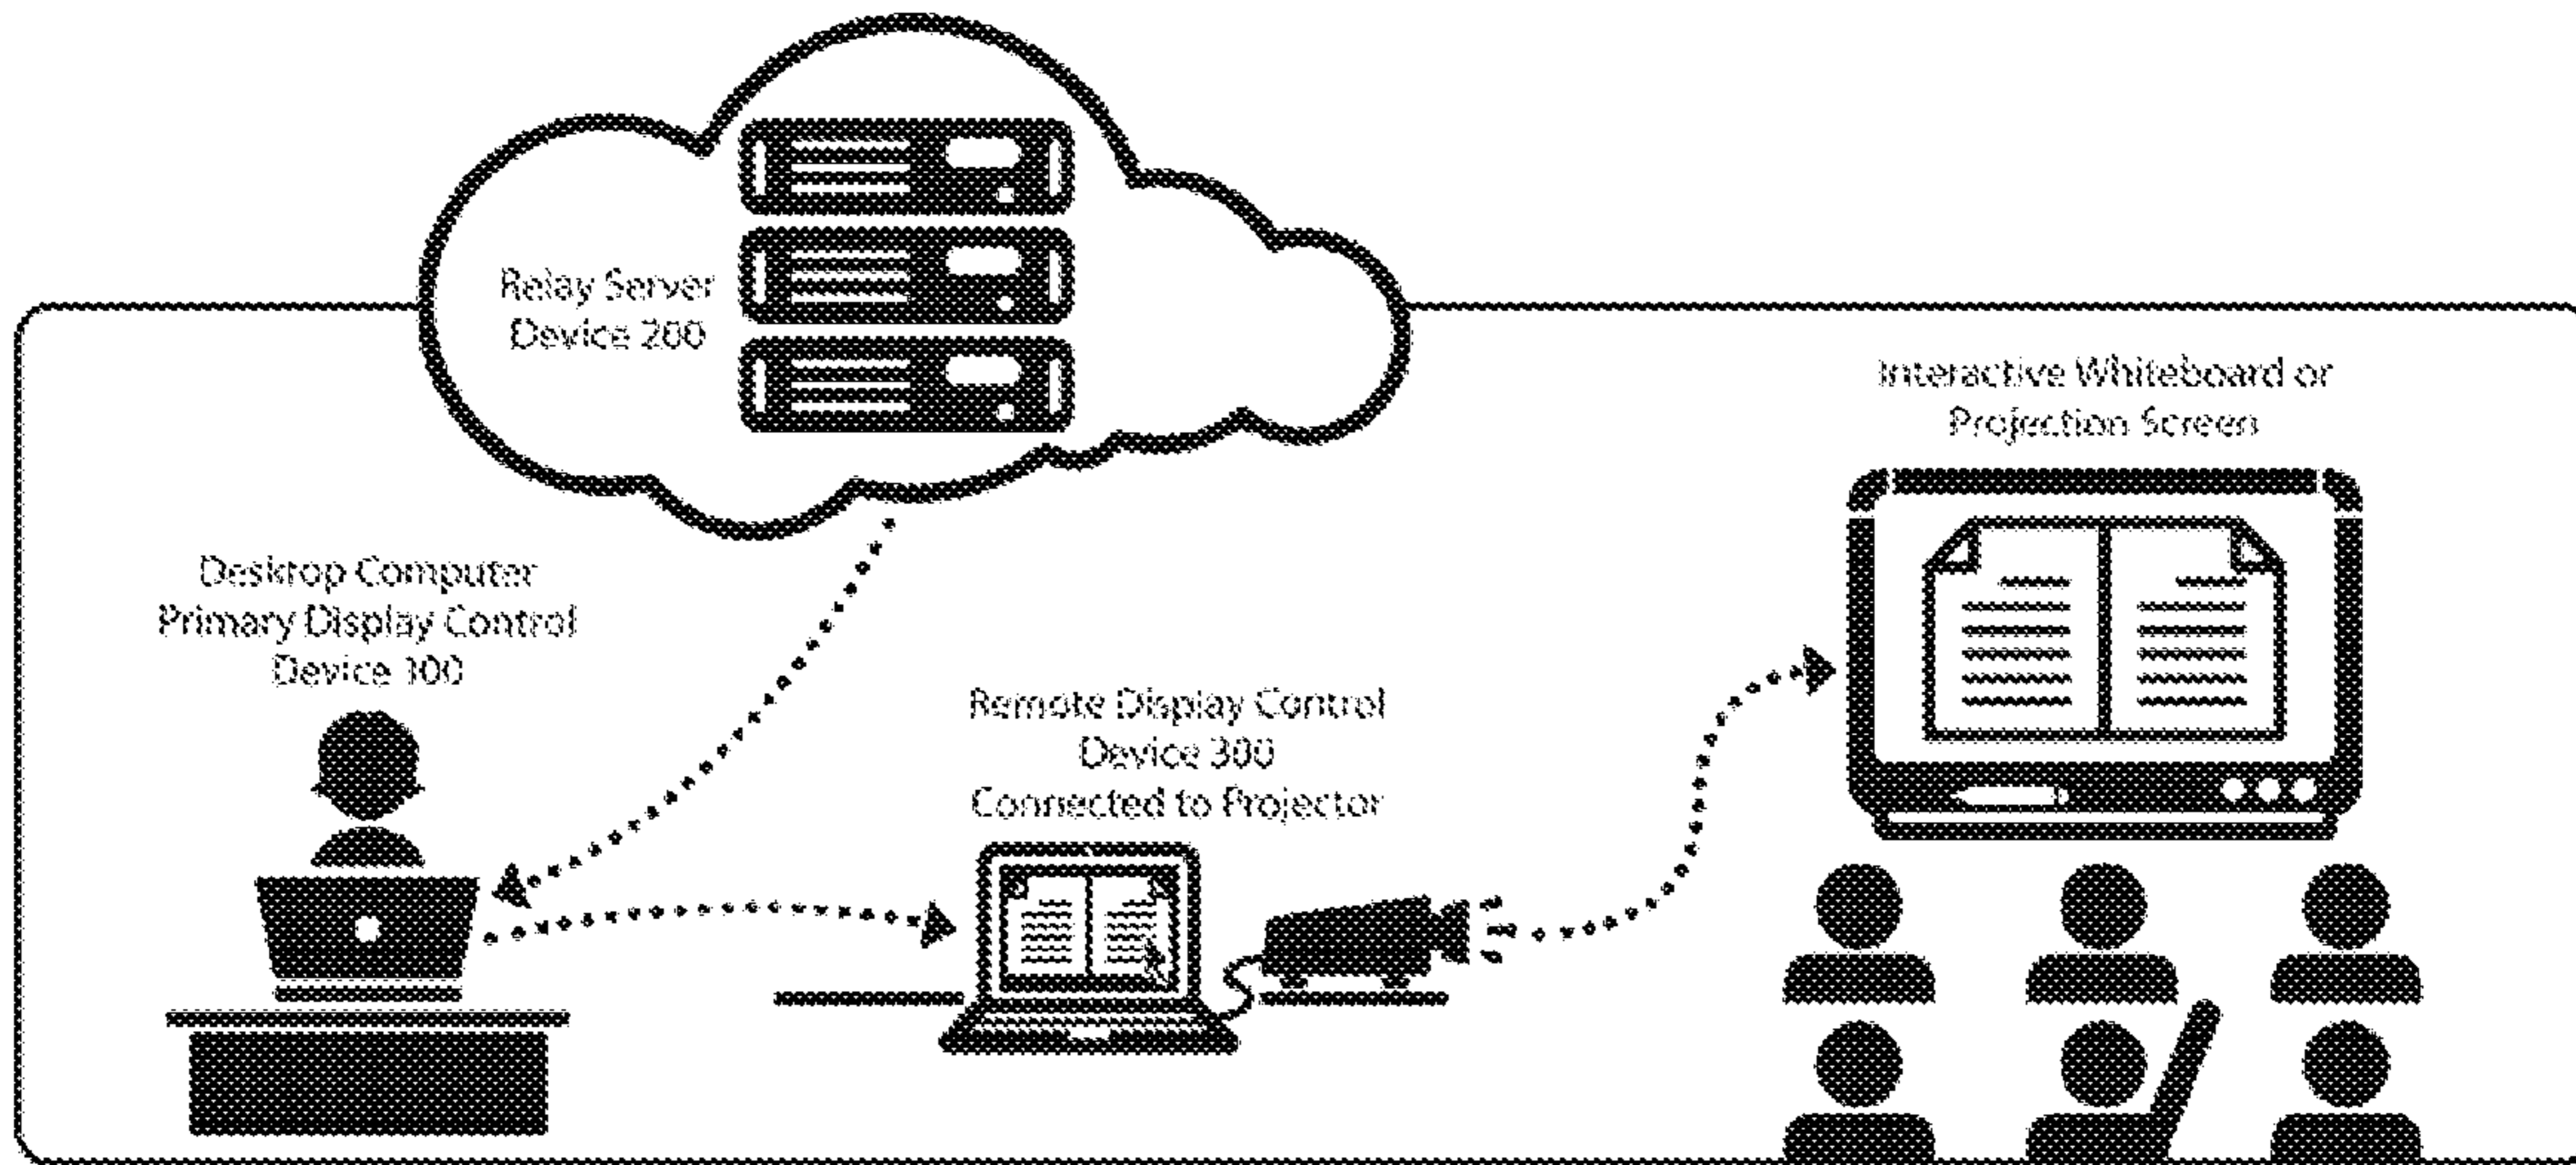 Relay Server
Device 200
Interactive Whiteboard or
Projection Screen
Desktop Computer
Primary Display Control
Device 100
Remote Display Control
Device 300
Connected to Projector